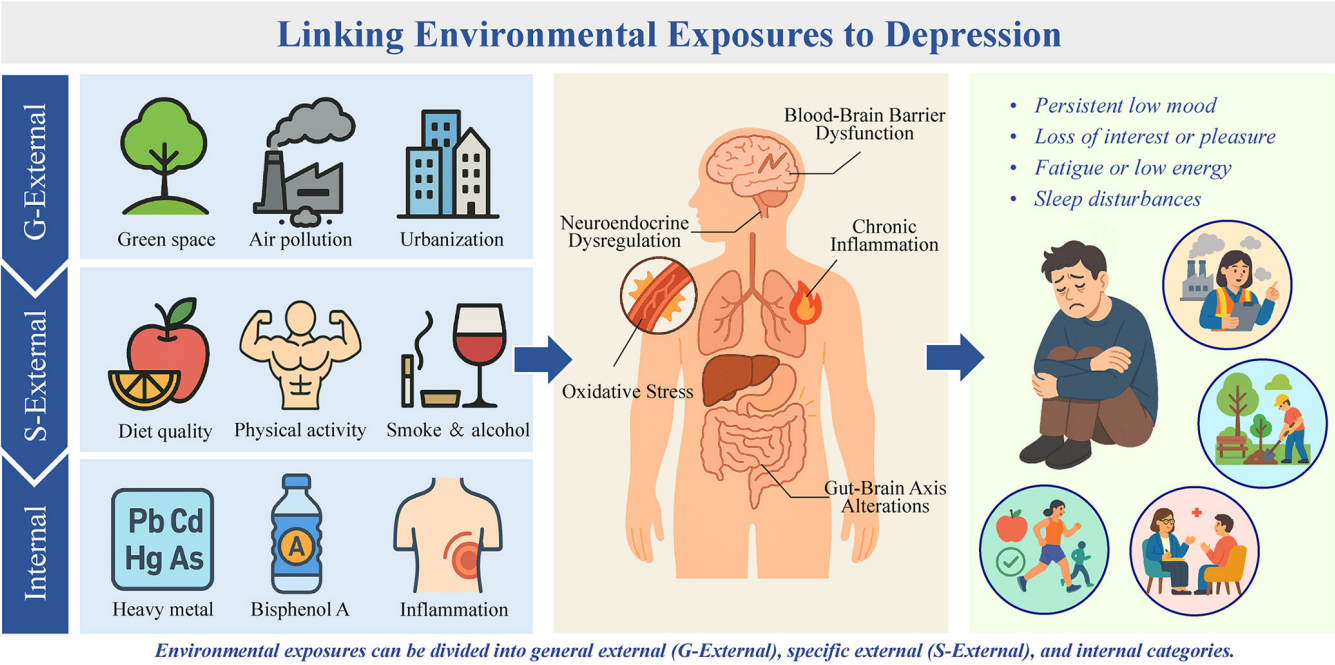 Linking Environmental Exposures to Depression
G-External
Green space
Air pollution
Urbanization
S-External
Diet quality
Physical activity
Smoke & alcohol
Internal
Pb Cd
Hg As
A
Heavy metal
Bisphenol A
Inflammation
Blood-Brain Barrier
Dysfunction
Neuroendocrine
Dysregulation
Chronic
Inflammation
Oxidative Stress
Gut-Brain Axis
Alterations
• Persistent low mood
• Loss of interest or pleasure
• Fatigue or low energy
• Sleep disturbances
Environmental exposures can be divided into general external (G-External), specific external (S-External), and internal categories.